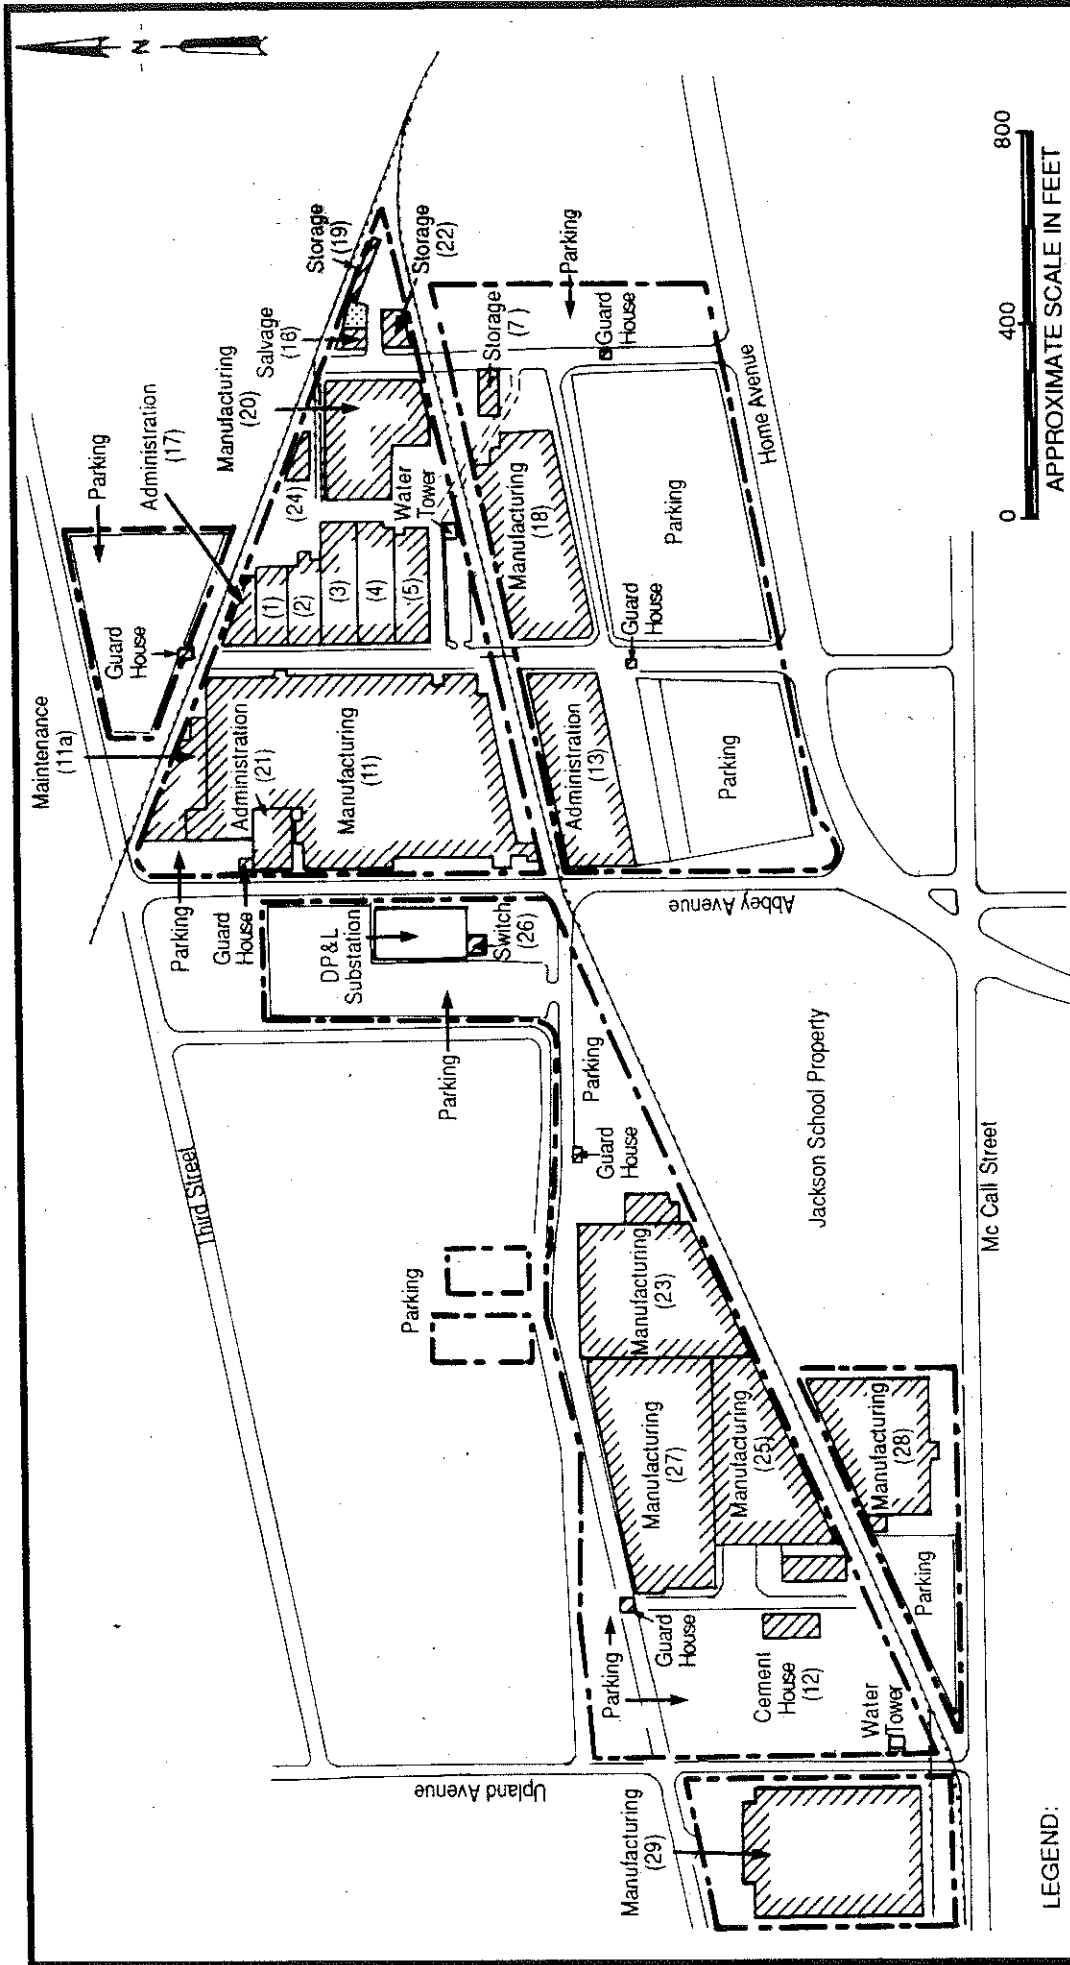 N
Third Street
Maintenance
(11a)
Guard
House
Parking
Administration
(17)
Manufacturing
(20)
Salvage
(16)
Storage
(19)
Storage
(22)
Parking
Guard
House
Administration
(21)
Manufacturing
(11)
(1)
(2)
(3)
(4)
(5)
(24)
Water
Tower
Storage
(7)
Parking
Guard
House
DP&L
Substation
Switch
(26)
Parking
Parking
Guard
House
Parking
Abbey Avenue
Administration
(13)
Manufacturing
(18)
Guard
House
Parking
Parking
Home Avenue
Manufacturing
(23)
Manufacturing
(27)
Manufacturing
(25)
Manufacturing
(28)
Parking
Jackson School Property
Mc Call Street
Parking
Guard
House
Cement
House
(12)
Water
Tower
Upland Avenue
Manufacturing
(29)
LEGEND:
0
400
800
APPROXIMATE SCALE IN FEET